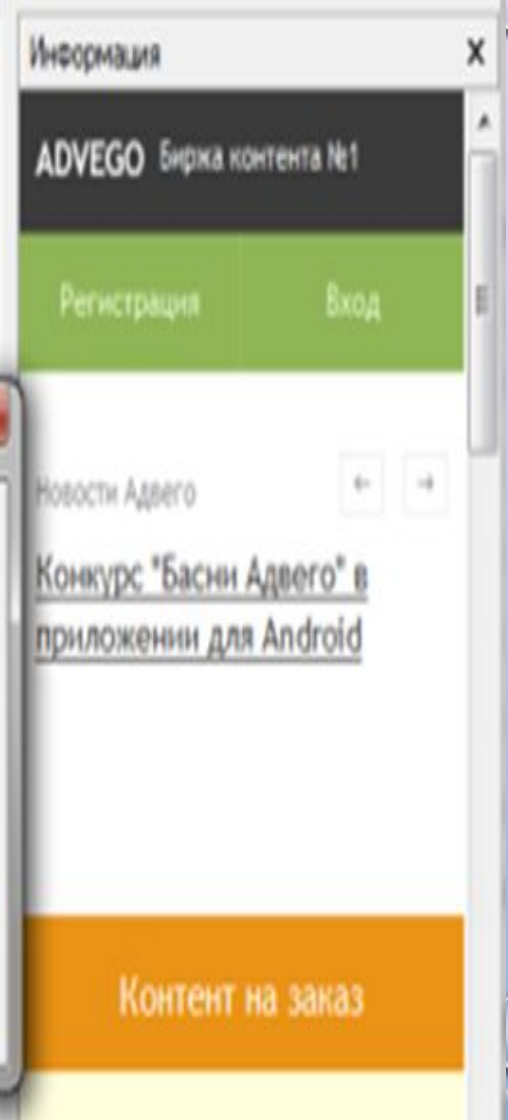 Информация X
ADVEGO Биржа контента №1
Регистрация Вход
Новости Адвего ← →
Конкурс "Басни Адвего" в
приложении для Android
Контент на заказ